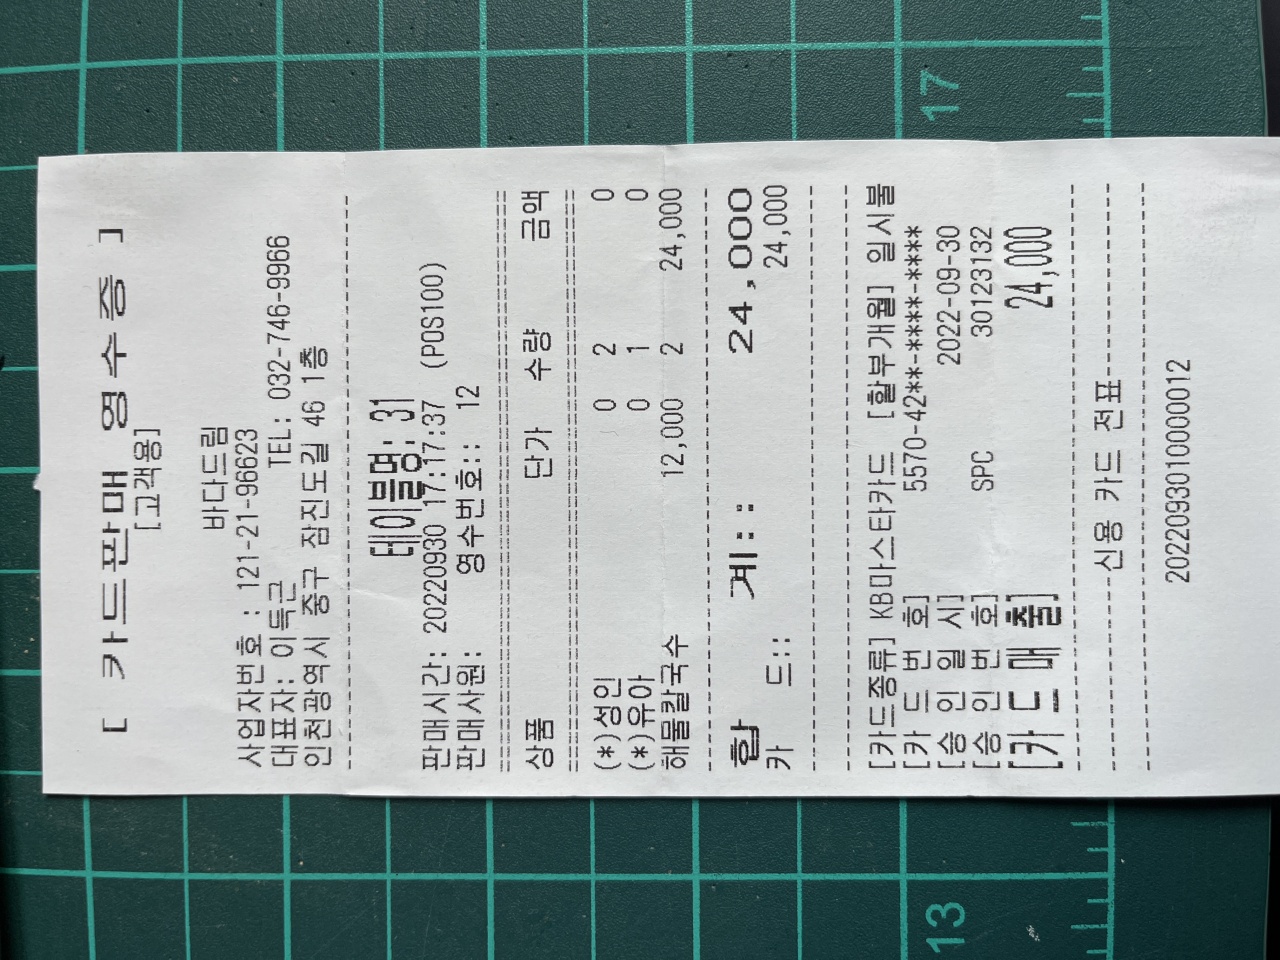 [ 카드판매 영수증 ]
[고객용]
바다드림
사업자번호 : 121-21-96623
대표자: 이득근 TEL: 032-746-9966
인천광역시 중구 잠진도길 46 1층
테이블명: 31
판매시간: 20220930 17:17:37 (POS100)
판매사원: 영수번호:: 12
상품 단가 수량 금액
(*)성인 0 2 0
(*)유아 0 1 0
해물칼국수 12,000 2 24,000
합 계:: 24,000
카 드:: 24,000
[카드종류] KB마스타카드 [할부개월] 일시불
[카 드 번 호] 5570-42**-****-****
[승 인 일 시] 2022-09-30
[승 인 번 호] SPC 30123132
[카 드 매 출] 24,000
신용 카드 전표
20220930100000012
17
13